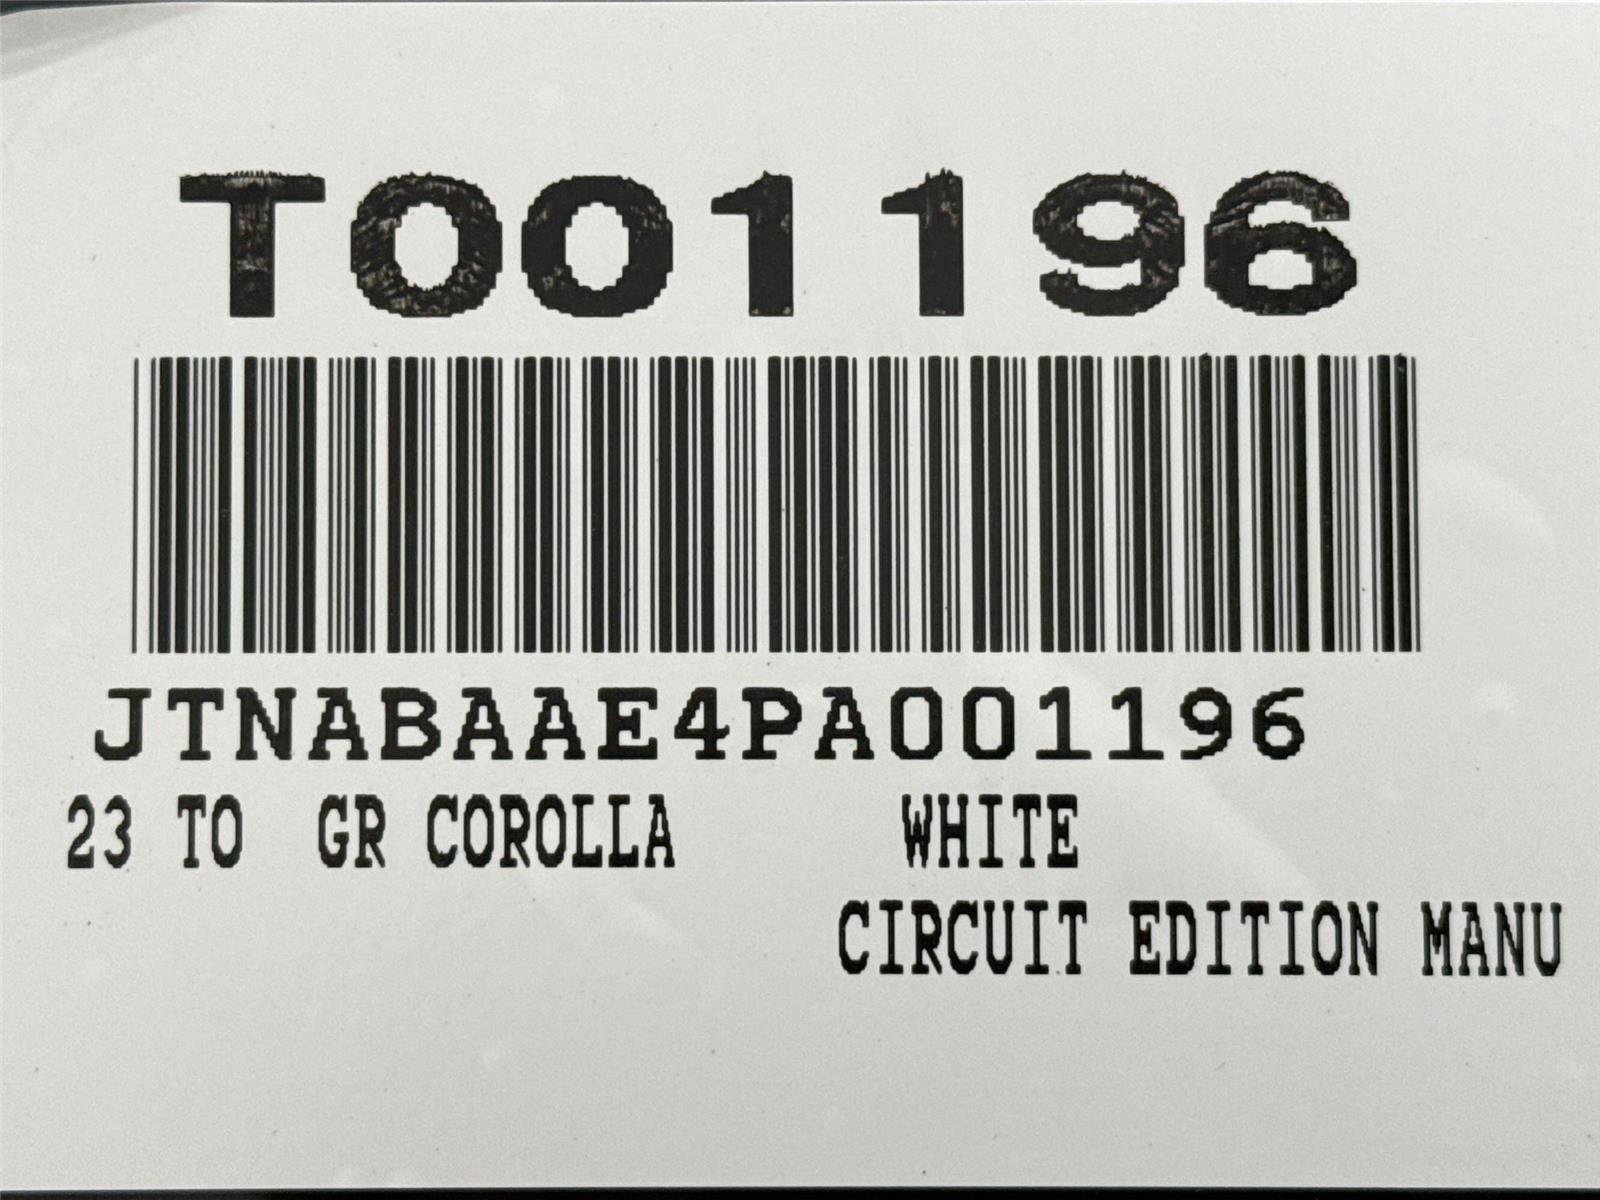 T001196
JTNABAAE4PA001196
23 TO GR COROLLA WHITE
CIRCUIT EDITION MANU